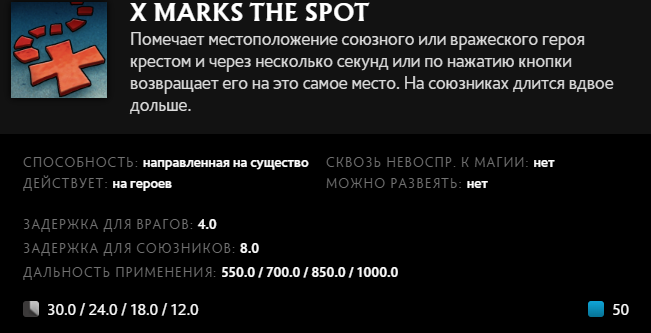 X MARKS THE SPOT
Помечает местоположение союзного или вражеского героя
крестом и через несколько секунд или по нажатию кнопки
возвращает его на это самое место. На союзниках длится вдвое
дольше.
СПОСОБНОСТЬ: направленная на существо
СКВОЗЬ НЕВОСПР. К МАГИИ: нет
ДЕЙСТВУЕТ: на героев
МОЖНО РАЗВЕЯТЬ: нет
ЗАДЕРЖКА ДЛЯ ВРАГОВ: 4.0
ЗАДЕРЖКА ДЛЯ СОЮЗНИКОВ: 8.0
ДАЛЬНОСТЬ ПРИМЕНЕНИЯ: 550.0 / 700.0 / 850.0 / 1000.0
30.0 / 24.0 / 18.0 / 12.0
50